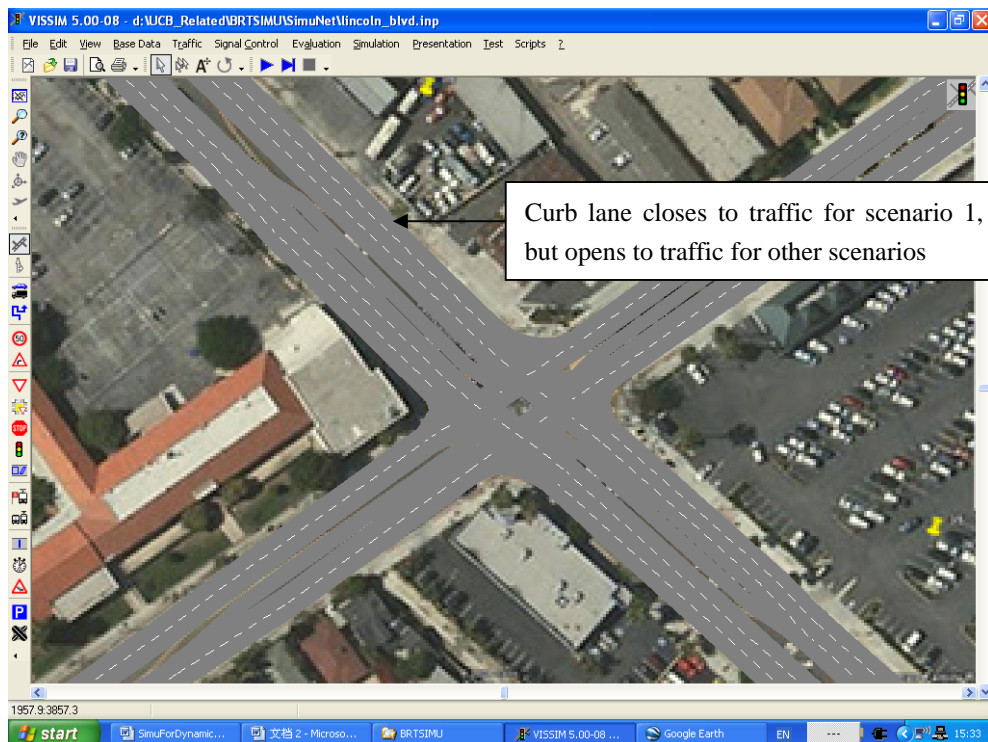 VISSIM 5.00-08 - d:\UCB_Related\BRTSIMU\SimuNet\lincoln_blvd.inp
File Edit View Base Data Traffic Signal Control Evaluation Simulation Presentation Test Scripts ?
Curb lane closes to traffic for scenario 1,
but opens to traffic for other scenarios
50
STOP
P
1957.9:3857.3
start SimuForDynamic... 文档 2 - Microso... BRTSIMU VISSIM 5.00-08 ... Google Earth EN --- 15:33